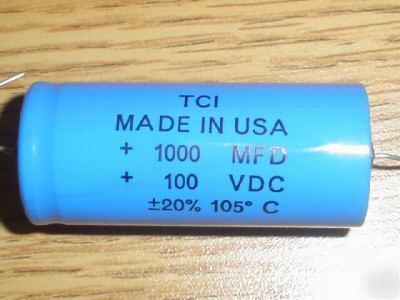 TCI
MADE IN USA
+ 1000 MFD
+ 100 VDC
±20% 105° C